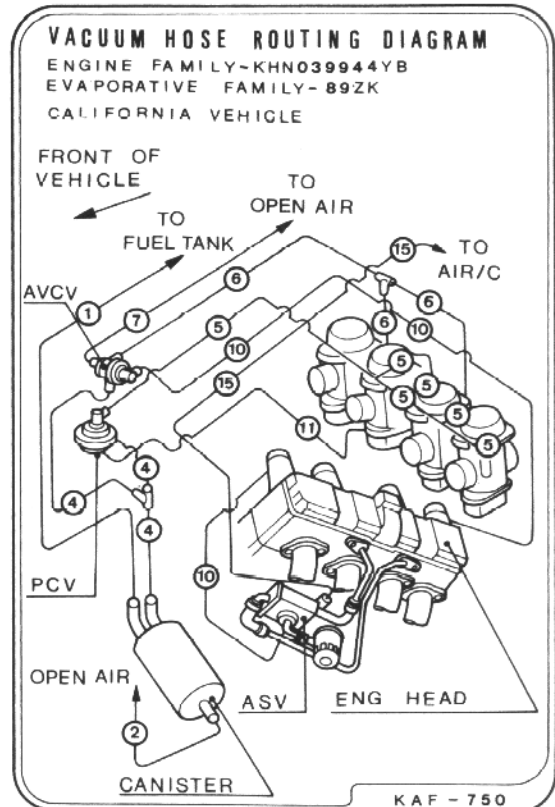 VACUUM HOSE ROUTING DIAGRAM
ENGINE FAMILY-KHN039944YB
EVAPORATIVE FAMILY-89ZK
CALIFORNIA VEHICLE
FRONT OF
VEHICLE
TO
OPEN AIR
TO
FUEL TANK
15
TO
AIR/C
AVCV
1
7
6
6
5
10
6
10
15
5
5
5
5
5
11
4
4
4
10
PCV
OPEN AIR
2
ASV
ENG HEAD
CANISTER
KAF-750